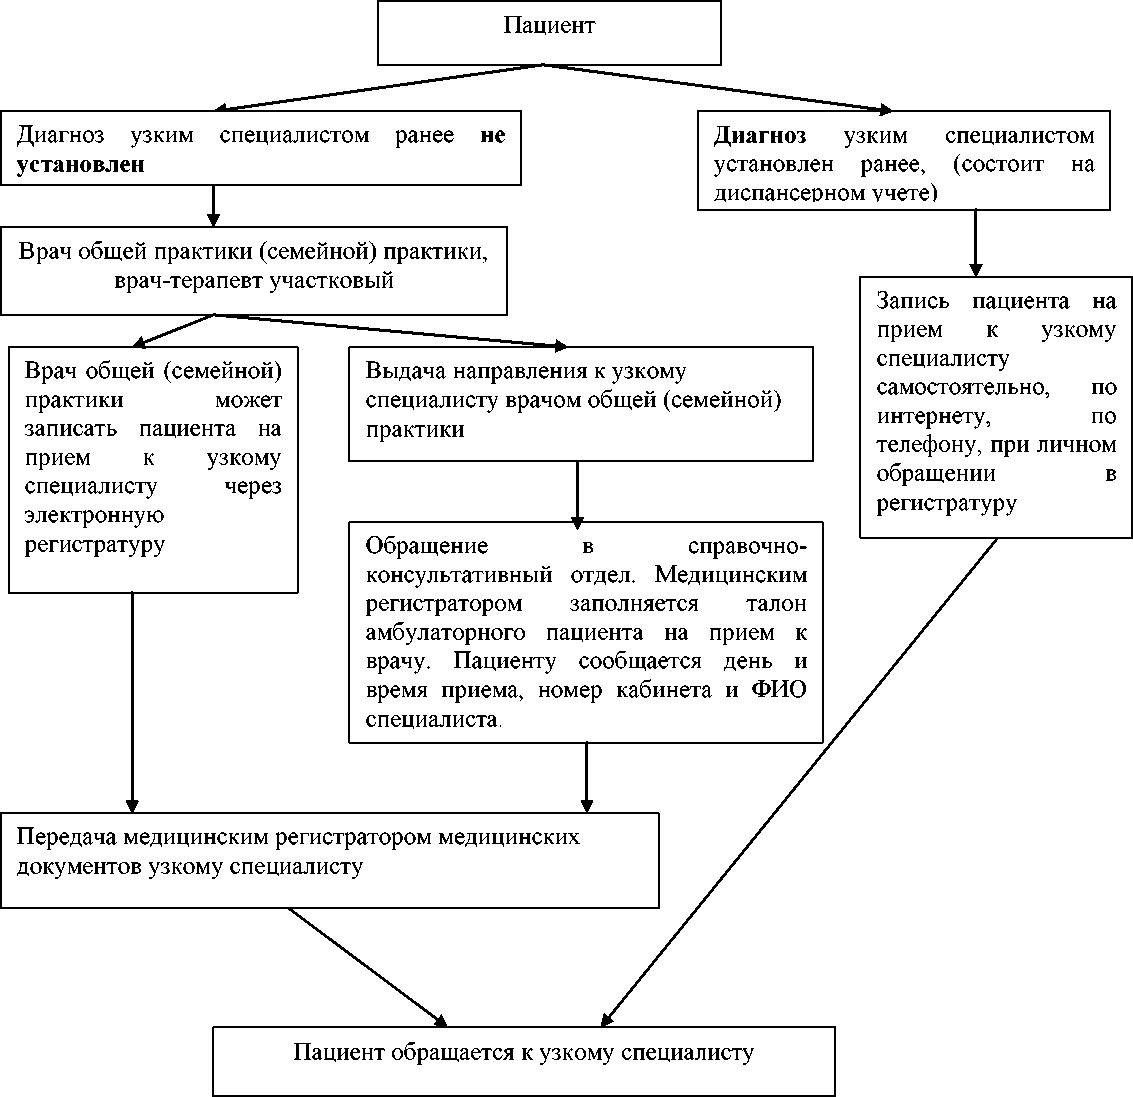 Пациент
Диагноз узким специалистом ранее не
установлен
Диагноз узким специалистом
установлен ранее, (состоит на
диспансерном учете)
Врач общей практики (семейной) практики,
врач-терапевт участковый
Запись пациента на
прием к узкому
специалисту
самостоятельно, по
интернету, по
телефону, при личном
обращении в
регистратуру
Врач общей (семейной)
практики может
записать пациента на
прием к узкому
специалисту через
электронную
регистратуру
Выдача направления к узкому
специалисту врачом общей (семейной)
практики
Обращение в справочно-
консультативный отдел. Медицинским
регистратором заполняется талон
амбулаторного пациента на прием к
врачу. Пациенту сообщается день и
время приема, номер кабинета и ФИО
специалиста.
Передача медицинским регистратором медицинских
документов узкому специалисту
Пациент обращается к узкому специалисту